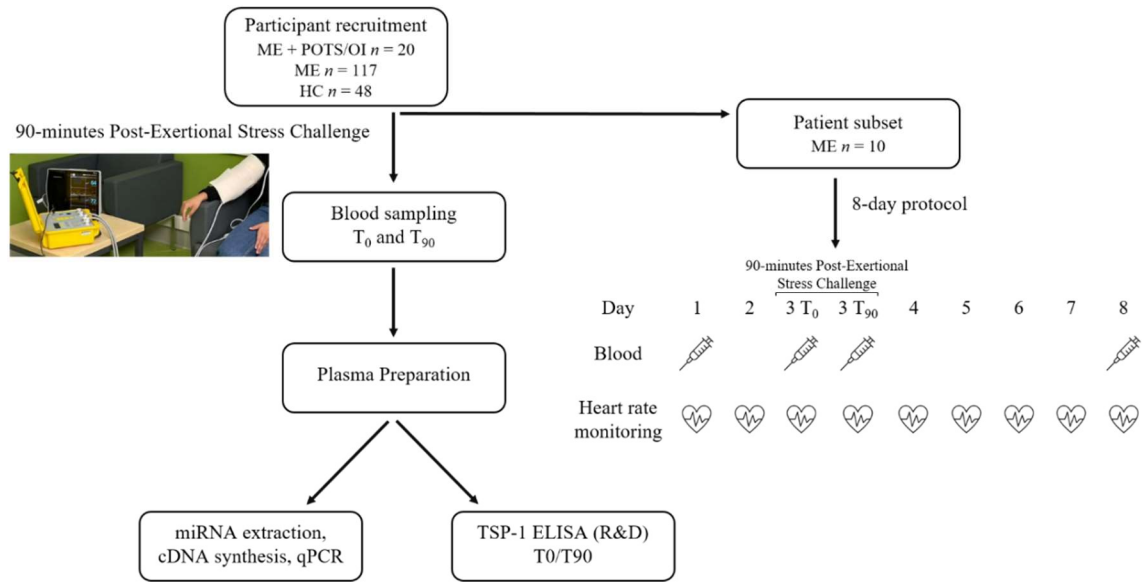 Participant recruitment
ME + POTS/OI n = 20
ME n = 117
HC n = 48
90-minutes Post-Exertional Stress Challenge
Blood sampling
T₀ and T₉₀
Plasma Preparation
miRNA extraction,
cDNA synthesis, qPCR
TSP-1 ELISA (R&D)
T0/T90
Patient subset
ME n = 10
8-day protocol
90-minutes Post-Exertional
Stress Challenge
Day 1 2 3 T₀ 3 T₉₀ 4 5 6 7 8
Blood
Heart rate
monitoring